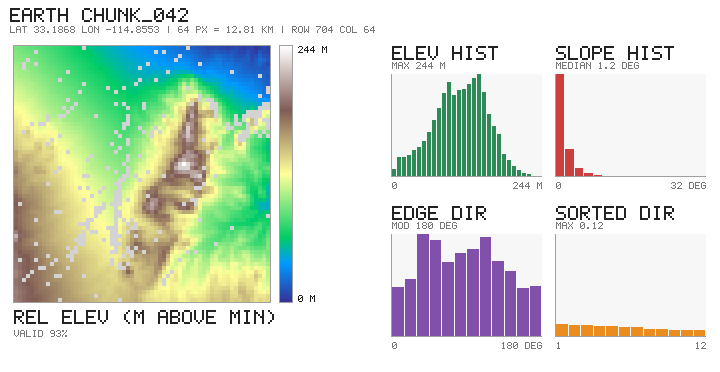 EARTH CHUNK_042
LAT 33.1868 LON -114.8553 | 64 PX = 12.81 KM | ROW 704 COL 64
244 M
0 M
REL ELEV (M ABOVE MIN)
VALID 93%
ELEV HIST
MAX 244 M
0 244 M
SLOPE HIST
MEDIAN 1.2 DEG
0 32 DEG
EDGE DIR
MOD 180 DEG
0 180 DEG
SORTED DIR
MAX 0.12
1 12